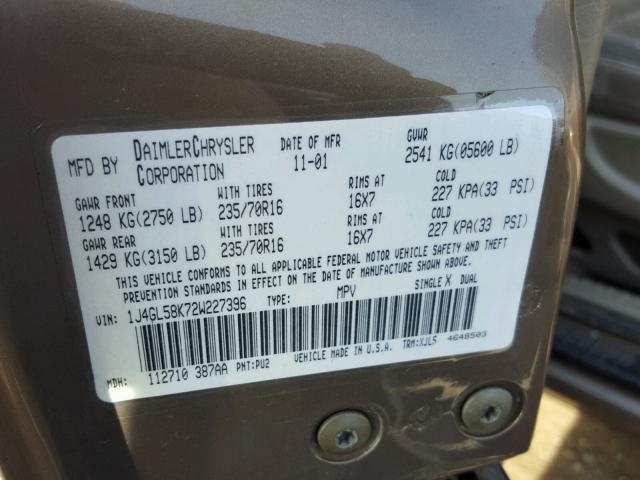 MFD BY DAIMLERCHRYSLER CORPORATION DATE OF MFR 11-01 GVWR 2541 KG(05600 LB)
GAWR FRONT WITH TIRES RIMS AT COLD
1248 KG(2750 LB) 235/70R16 16X7 227 KPA(33 PSI)
GAWR REAR WITH TIRES RIMS AT COLD
1429 KG(3150 LB) 235/70R16 16X7 227 KPA(33 PSI)
THIS VEHICLE CONFORMS TO ALL APPLICABLE FEDERAL MOTOR VEHICLE SAFETY AND THEFT
PREVENTION STANDARDS IN EFFECT ON THE DATE OF MANUFACTURE SHOWN ABOVE.
VIN: 1J4GL58K72W227396 TYPE: MPV SINGLE X DUAL
MDH: 112710 387AA PNT:PU2 VEHICLE MADE IN U.S.A. TRM:XJL5 4648503